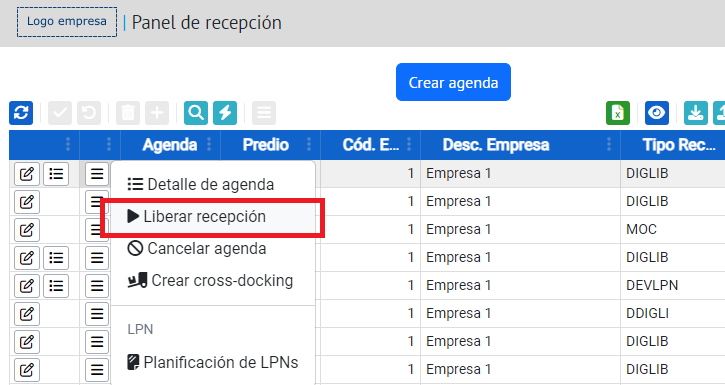 Logo empresa | Panel de recepción
Crear agenda
Agenda Predio Cód. E... Desc. Empresa Tipo Rec...
Detalle de agenda
1 Empresa 1 DIGLIB
Liberar recepción
1 Empresa 1 DIGLIB
1 Empresa 1 MOC
Cancelar agenda
1 Empresa 1 DIGLIB
Crear cross-docking
1 Empresa 1 DEVLPN
1 Empresa 1 DDIGLI
LPN
1 Empresa 1 DIGLIB
Planificación de LPNs
1 Empresa 1 DIGLIB